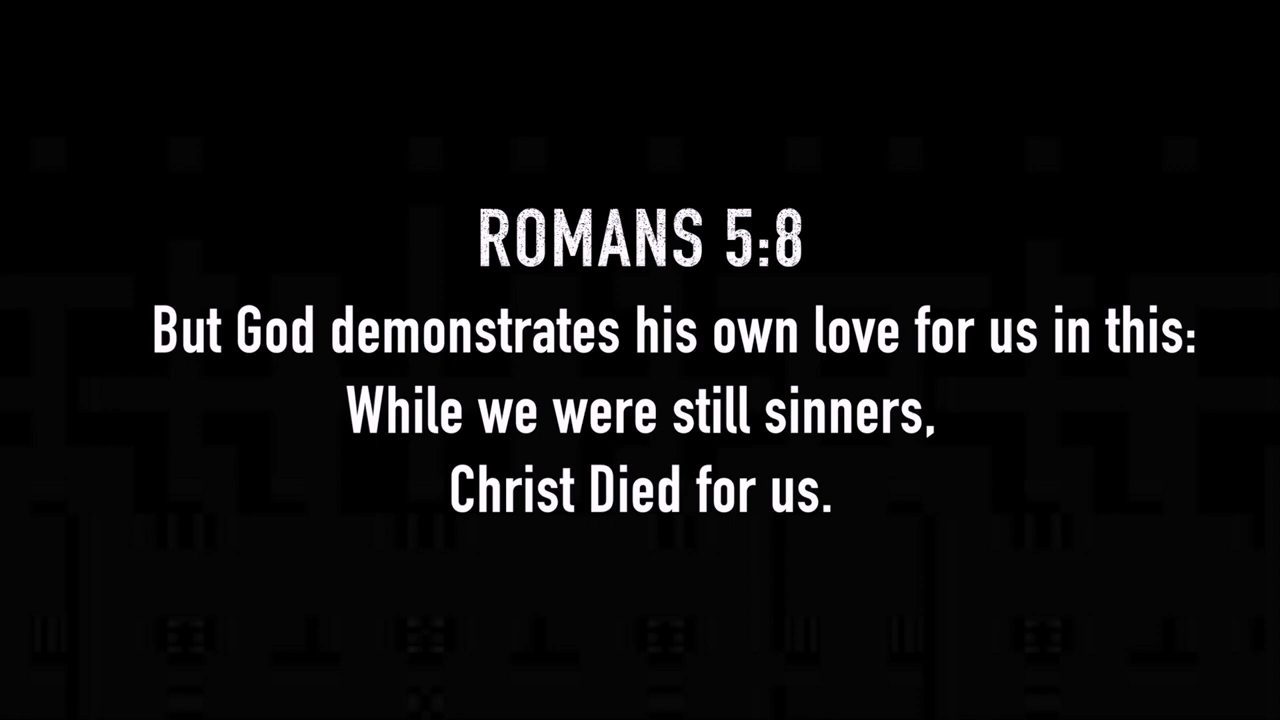 ROMANS 5:8
But God demonstrates his own love for us in this:
While we were still sinners,
Christ Died for us.